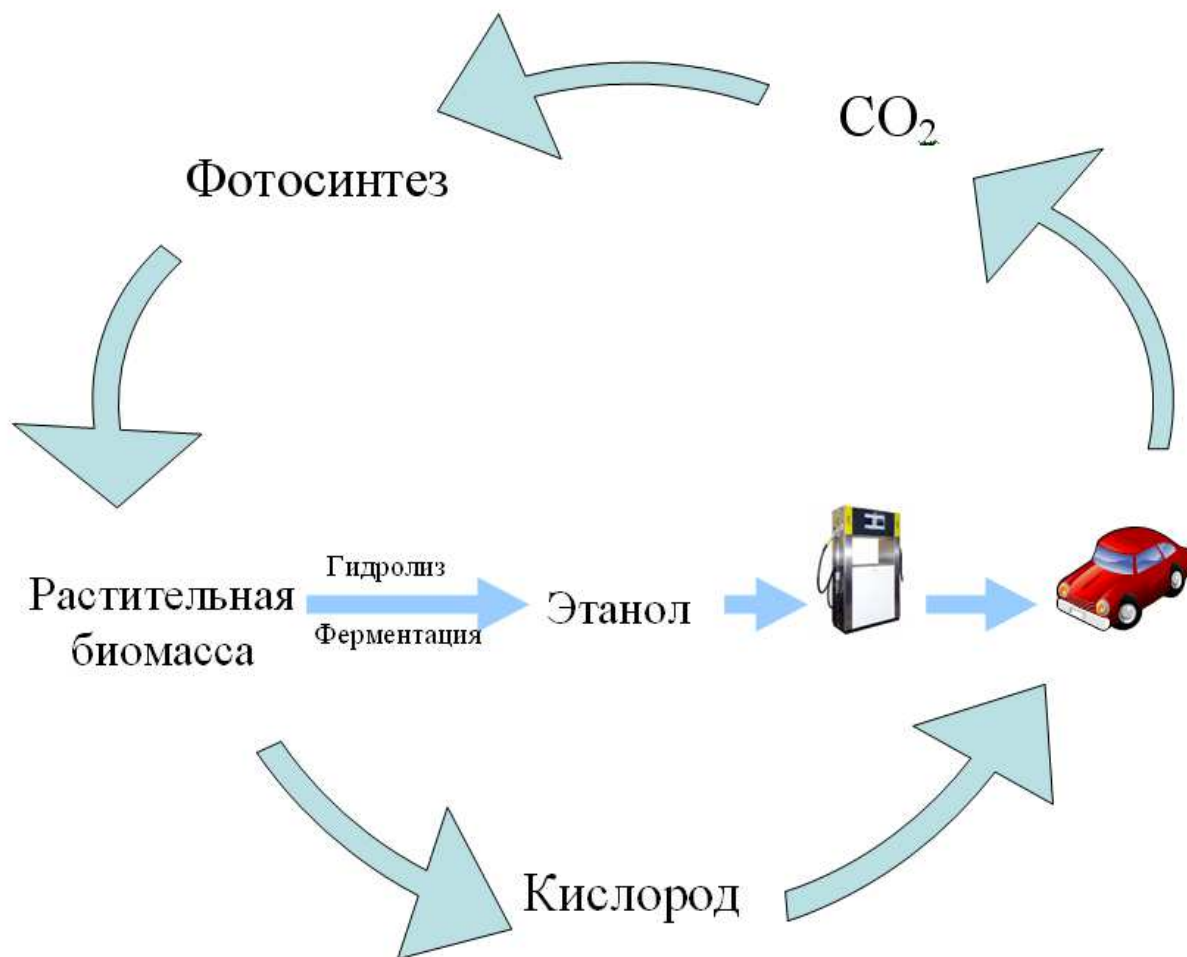 CO₂
Фотосинтез
Гидролиз
Растительная
биомасса
Ферментация
Этанол
Кислород